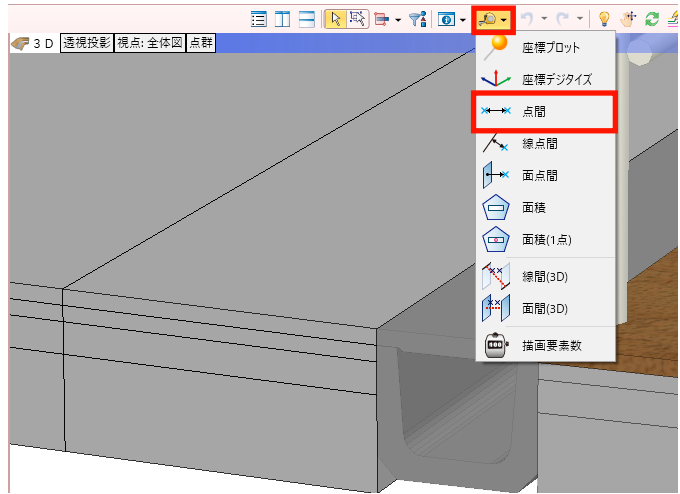 3 D 透視投影 視点: 全体図 点群
座標プロット
座標デジタイズ
点間
線点間
面点間
面積
面積(1点)
線間(3D)
面間(3D)
描画要素数